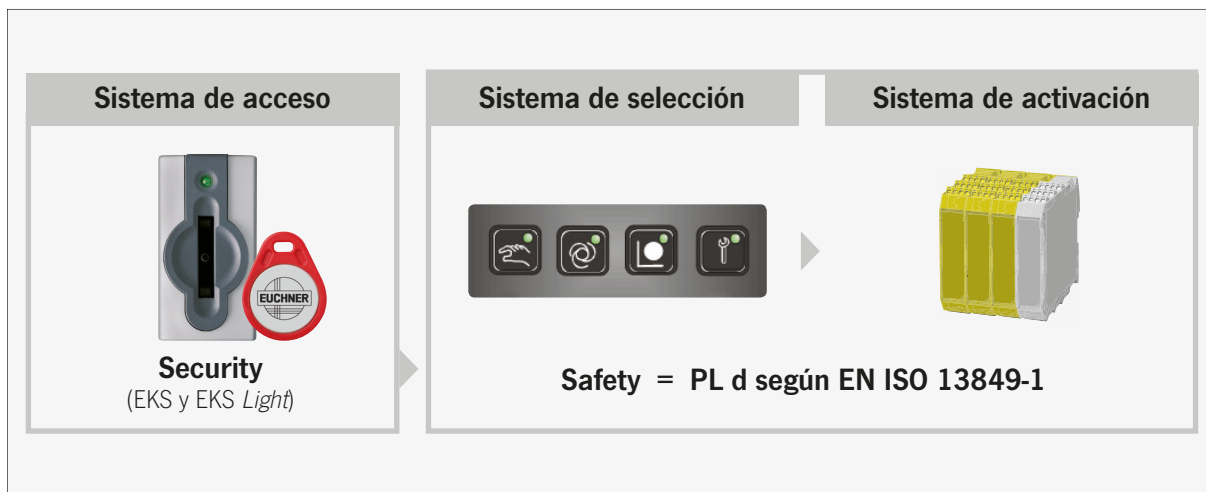 Sistema de acceso
Sistema de selección
Sistema de activación
EUCHNER
Security
(EKS y EKS Light)
Safety = PL d según EN ISO 13849-1